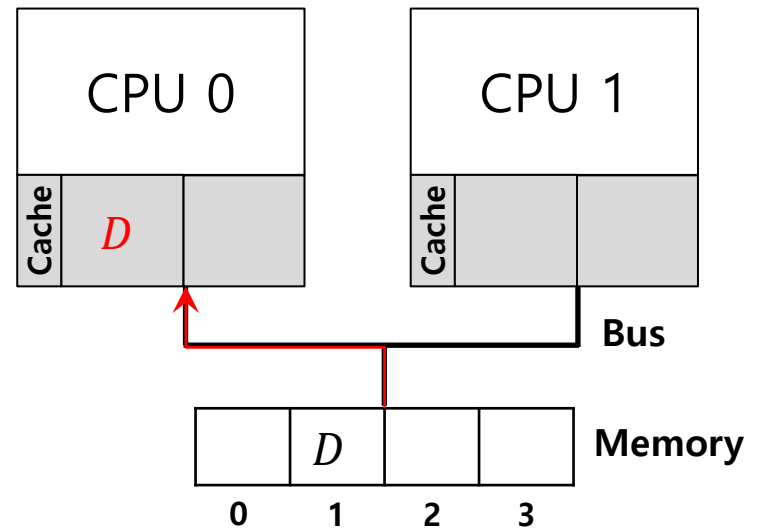 CPU 0
CPU 1
Cache
D
Cache
Bus
D
Memory
0 1 2 3